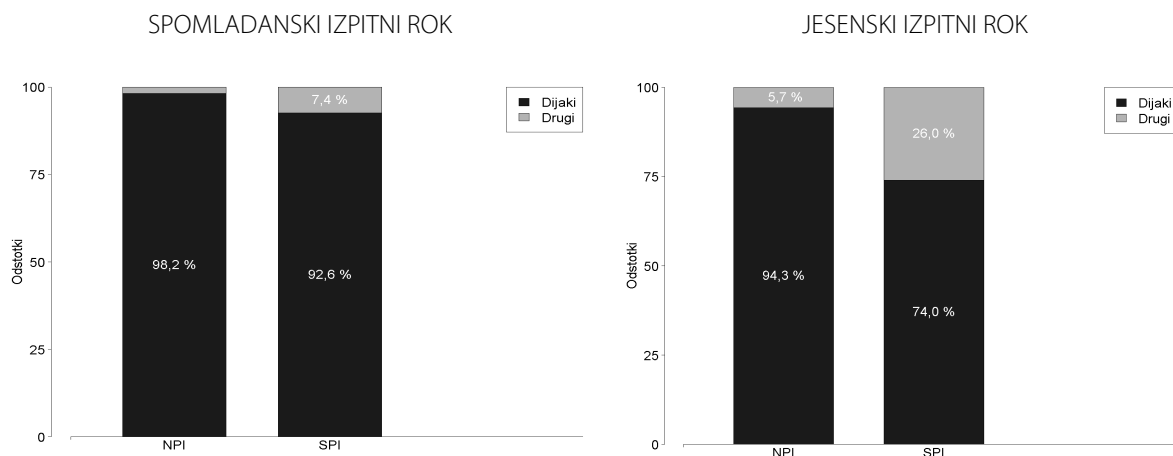 SPOMLADANSKI IZPITNI ROK
100
75
50
25
0
Odstotki
7,4 %
98,2 %
92,6 %
NPI
SPI
Dijaki
Drugi
JESENSKI IZPITNI ROK
100
75
50
25
0
Odstotki
5,7 %
26,0 %
94,3 %
74,0 %
NPI
SPI
Dijaki
Drugi